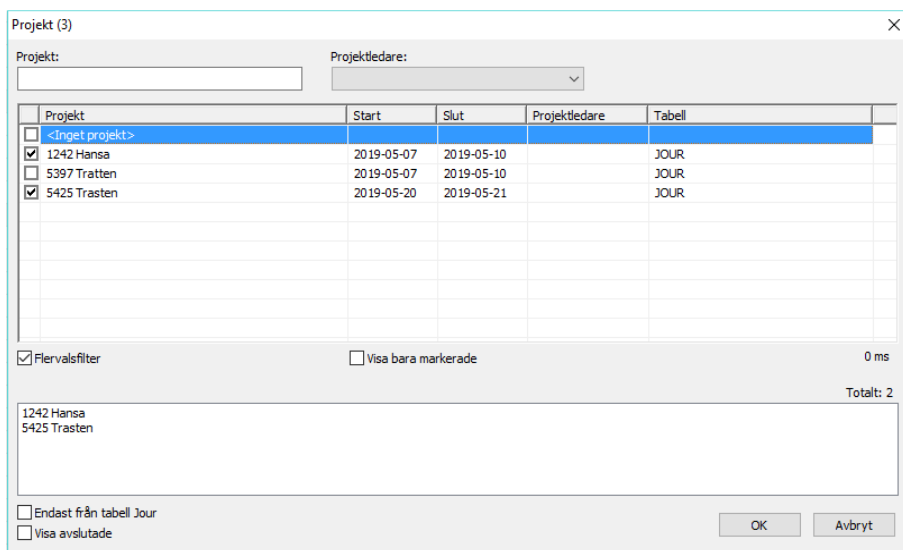 Projekt (3)
Projekt: Projektledare:
Projekt Start Slut Projektledare Tabell
<Inget projekt>
1242 Hansa 2019-05-07 2019-05-10 JOUR
5397 Tratten 2019-05-07 2019-05-10 JOUR
5425 Trasten 2019-05-20 2019-05-21 JOUR
Flervalsfilter Visa bara markerade 0 ms
Totalt: 2
1242 Hansa
5425 Trasten
Endast från tabell Jour
Visa avslutade
OK Avbryt